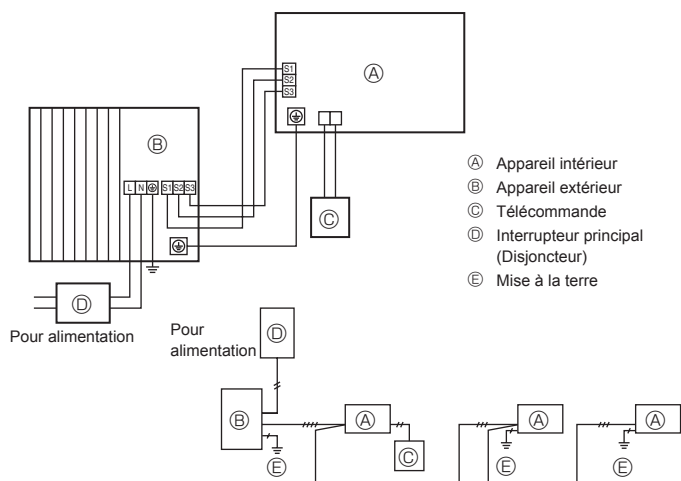 S1
S2
S3
Ⓐ
Ⓑ
L N S1 S2 S3
Ⓒ
Ⓓ
Pour alimentation
Ⓐ Appareil intérieur
Ⓑ Appareil extérieur
Ⓒ Télécommande
Ⓓ Interrupteur principal
(Disjoncteur)
Ⓔ Mise à la terre
Pour
alimentation
Ⓓ
Ⓑ
Ⓐ
Ⓒ
Ⓔ
Ⓐ
Ⓔ
Ⓐ
Ⓔ